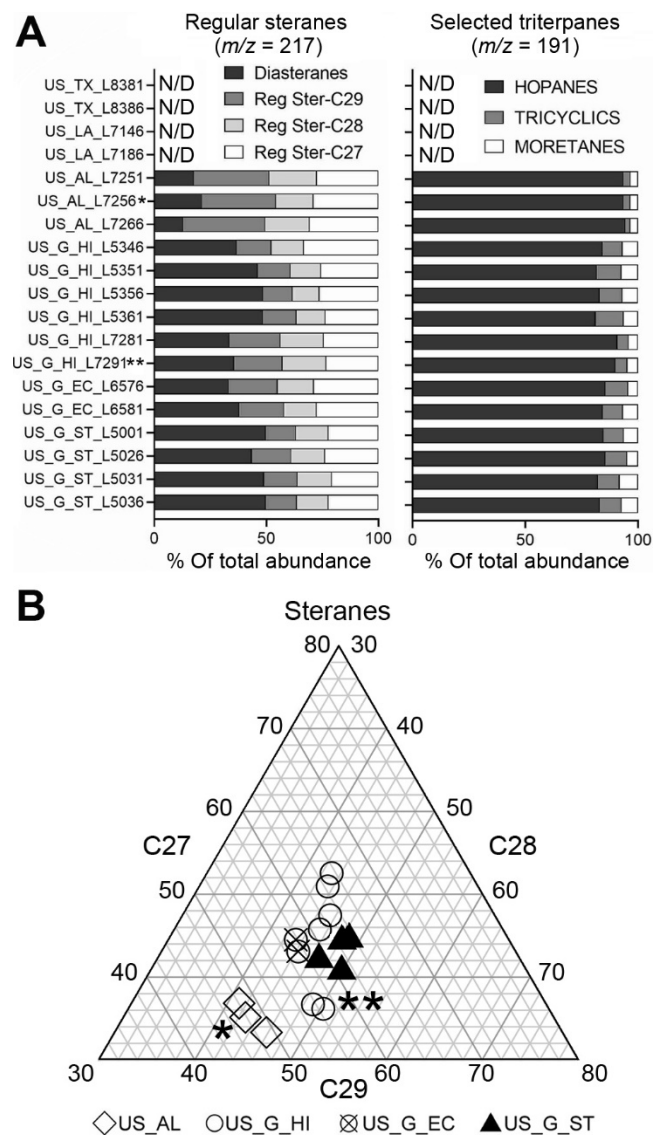 A
Regular steranes
(m/z = 217)
Selected triterpanes
(m/z = 191)
US_TX_L8381
US_TX_L8386
US_LA_L7146
US_LA_L7186
US_AL_L7251
US_AL_L7256*
US_AL_L7266
US_G_HI_L5346
US_G_HI_L5351
US_G_HI_L5356
US_G_HI_L5361
US_G_HI_L7281
US_G_HI_L7291**
US_G_EC_L6576
US_G_EC_L6581
US_G_ST_L5001
US_G_ST_L5026
US_G_ST_L5031
US_G_ST_L5036
N/D
N/D
N/D
N/D
Diasteranes
Reg Ster-C29
Reg Ster-C28
Reg Ster-C27
0 50 100
% Of total abundance
N/D
N/D
N/D
N/D
HOPANES
TRICYCLICS
MORETANES
0 50 100
% Of total abundance
B
Steranes
80 30
70 40
60 50
C27 C28
50 60
40 70
* **
30 40 50 60 70 80
C29
US_AL US_G_HI US_G_EC US_G_ST